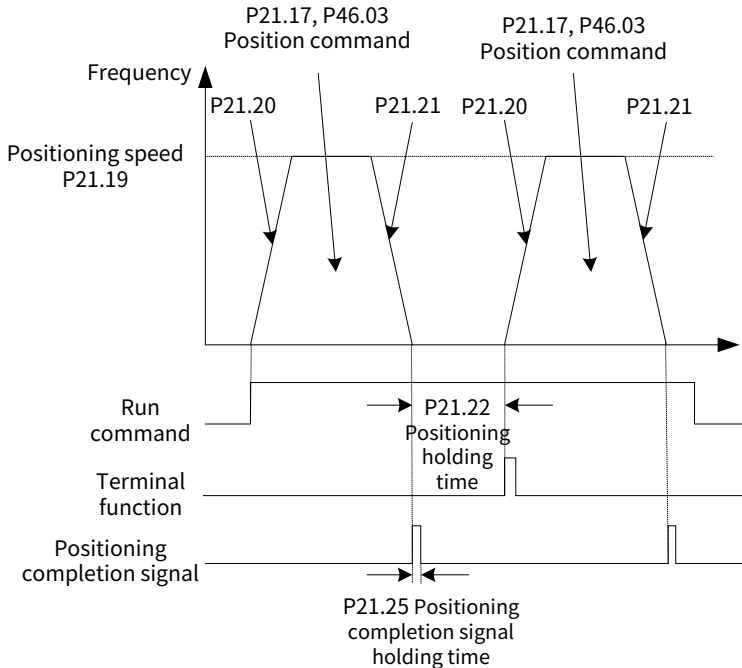 P21.17, P46.03
Position command
P21.17, P46.03
Position command
Frequency
P21.20
P21.21
P21.20
P21.21
Positioning speed
P21.19
Run
command
P21.22
Positioning
holding
time
Terminal
function
Positioning
completion signal
P21.25 Positioning
completion signal
holding time